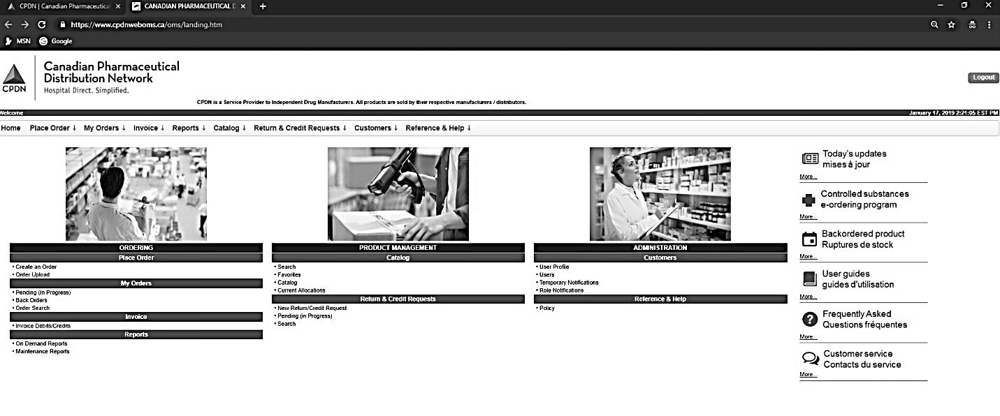 CPDN | Canadian Pharmaceutical
CANADIAN PHARMACEUTICAL D
https://www.cpdnweboms.ca/oms/landing.htm
MSN
Google
CPDN
Canadian Pharmaceutical
Distribution Network
Hospital Direct. Simplified.
Logout
CPDN is a Service Provider to Independent Drug Manufacturers. All products are sold by their respective manufacturers / distributors.
Welcome
January 17, 2019 2:21:05 EST PM
Home Place Order ↓ My Orders ↓ Invoice ↓ Reports ↓ Catalog ↓ Return & Credit Requests ↓ Customers ↓ Reference & Help ↓
ORDERING
Place Order
• Create an Order
• Order Upload
My Orders
• Pending (In Progress)
• Back Orders
• Order Search
Invoice
• Invoice Debits/Credits
Reports
• On Demand Reports
• Maintenance Reports
PRODUCT MANAGEMENT
Catalog
• Search
• Favorites
• Catalog
• Current Allocations
Return & Credit Requests
• New Return/Credit Request
• Pending (in Progress)
• Search
ADMINISTRATION
Customers
• User Profile
• Users
• Temporary Notifications
• Role Notifications
Reference & Help
• Policy
Today's updates
mises à jour
More...
Controlled substances
e-ordering program
More...
Backordered product
Ruptures de stock
More...
User guides
guides d'utilisation
More...
Frequently Asked
Questions fréquentes
More...
Customer service
Contacts du service
More...